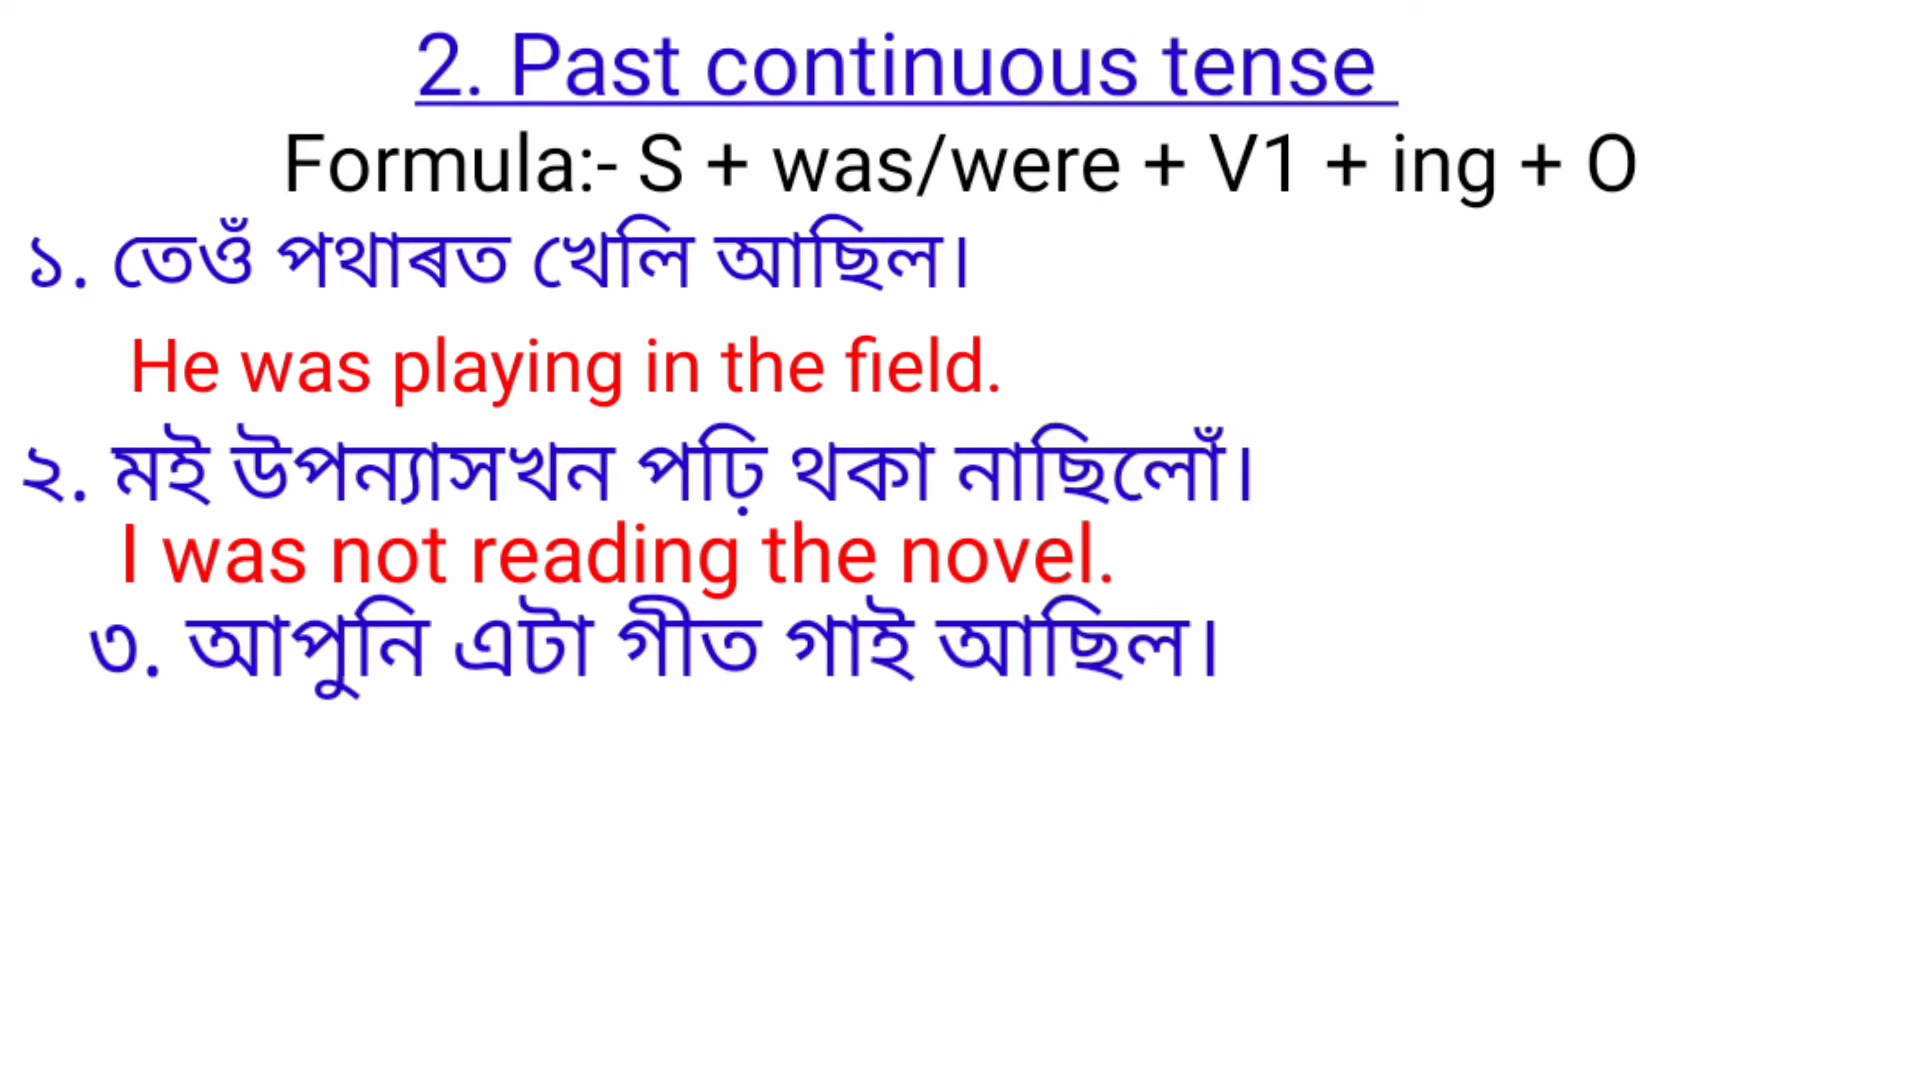 2. Past continuous tense
Formula:- S + was/were + V1 + ing + O
১. তেওঁ পথাৰত খেলি আছিল।
He was playing in the field.
২. মই উপন্যাসখন পঢ়ি থকা নাছিলোঁ।
I was not reading the novel.
৩. আপুনি এটা গীত গাই আছিল।